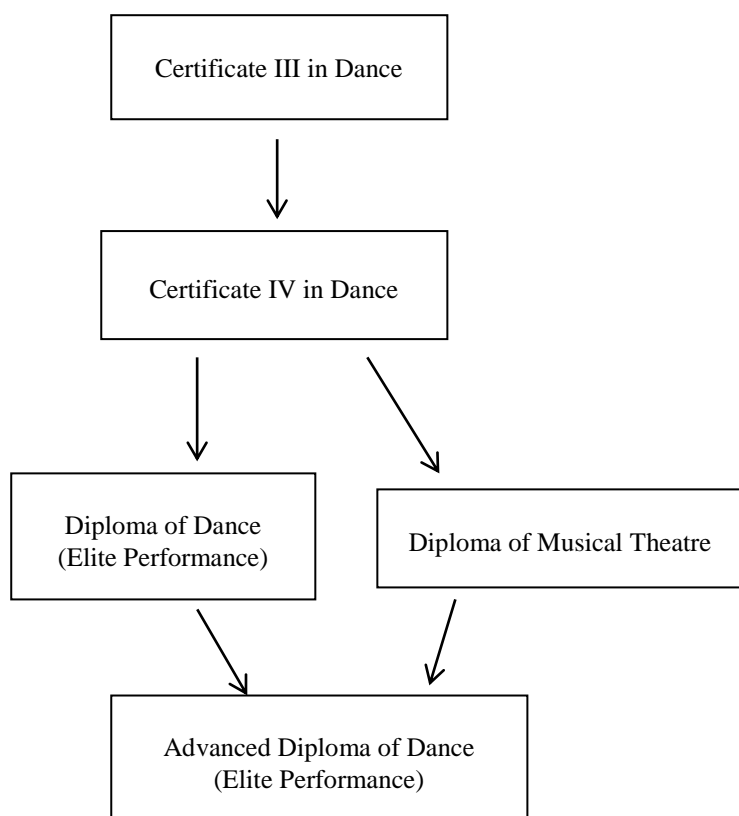 Certificate III in Dance
Certificate IV in Dance
Diploma of Dance
(Elite Performance)
Diploma of Musical Theatre
Advanced Diploma of Dance
(Elite Performance)